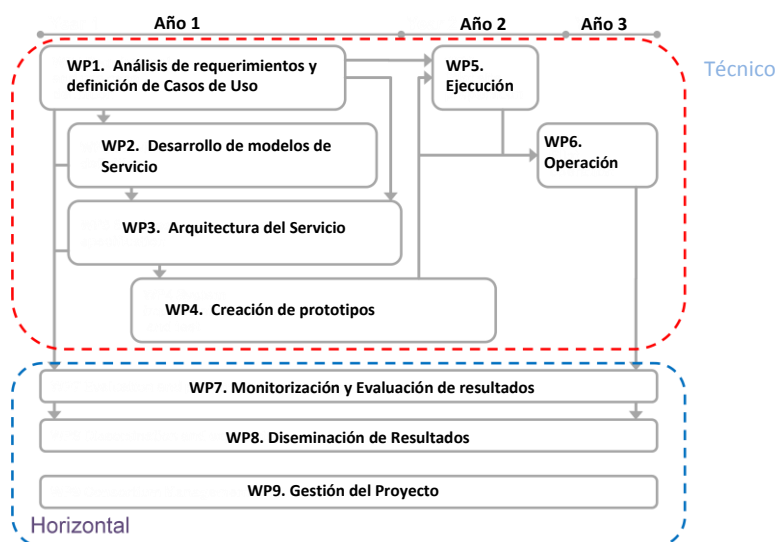 Año 1
Año 2
Año 3
WP1. Análisis de requerimientos y
definición de Casos de Uso
WP5.
Ejecución
Técnico
WP2. Desarrollo de modelos de
Servicio
WP6.
Operación
WP3. Arquitectura del Servicio
WP4. Creación de prototipos
WP7. Monitorización y Evaluación de resultados
WP8. Diseminación de Resultados
WP9. Gestión del Proyecto
Horizontal